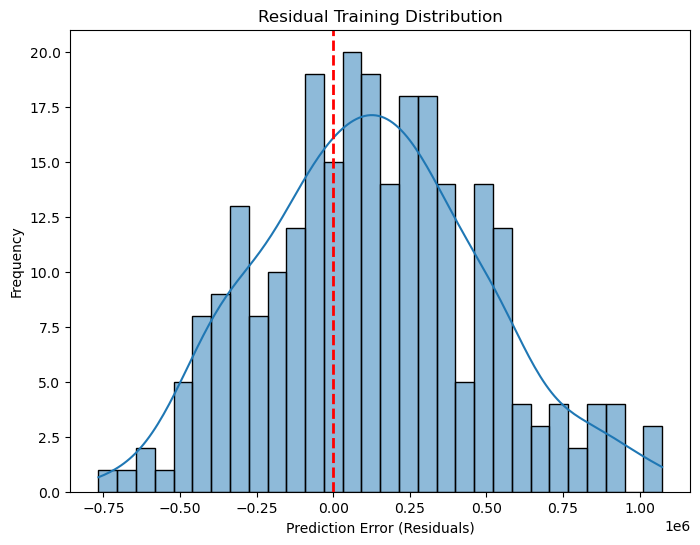 Residual Training Distribution
20.0
17.5
15.0
12.5
10.0
7.5
5.0
2.5
0.0
Frequency
−0.75 −0.50 −0.25 0.00 0.25 0.50 0.75 1.00
1e6
Prediction Error (Residuals)